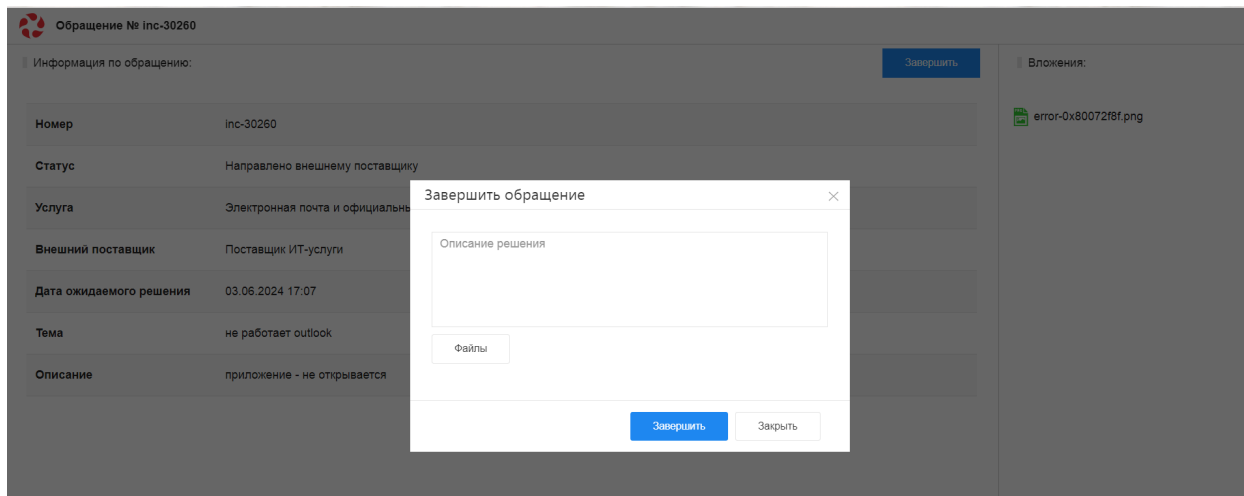 Обращение № inc-30260
Информация по обращению:
Завершить
Вложения:
error-0x80072f8f.png
Номер inc-30260
Статус Направлено внешнему поставщику
Услуга Электронная почта и
Внешний поставщик Поставщик ИТ-услуги
Дата ожидаемого решения 03.06.2024 17:07
Тема не работает outlook
Описание приложение - не открывается
Завершить обращение
Описание решения
Файлы
Завершить Закрыть